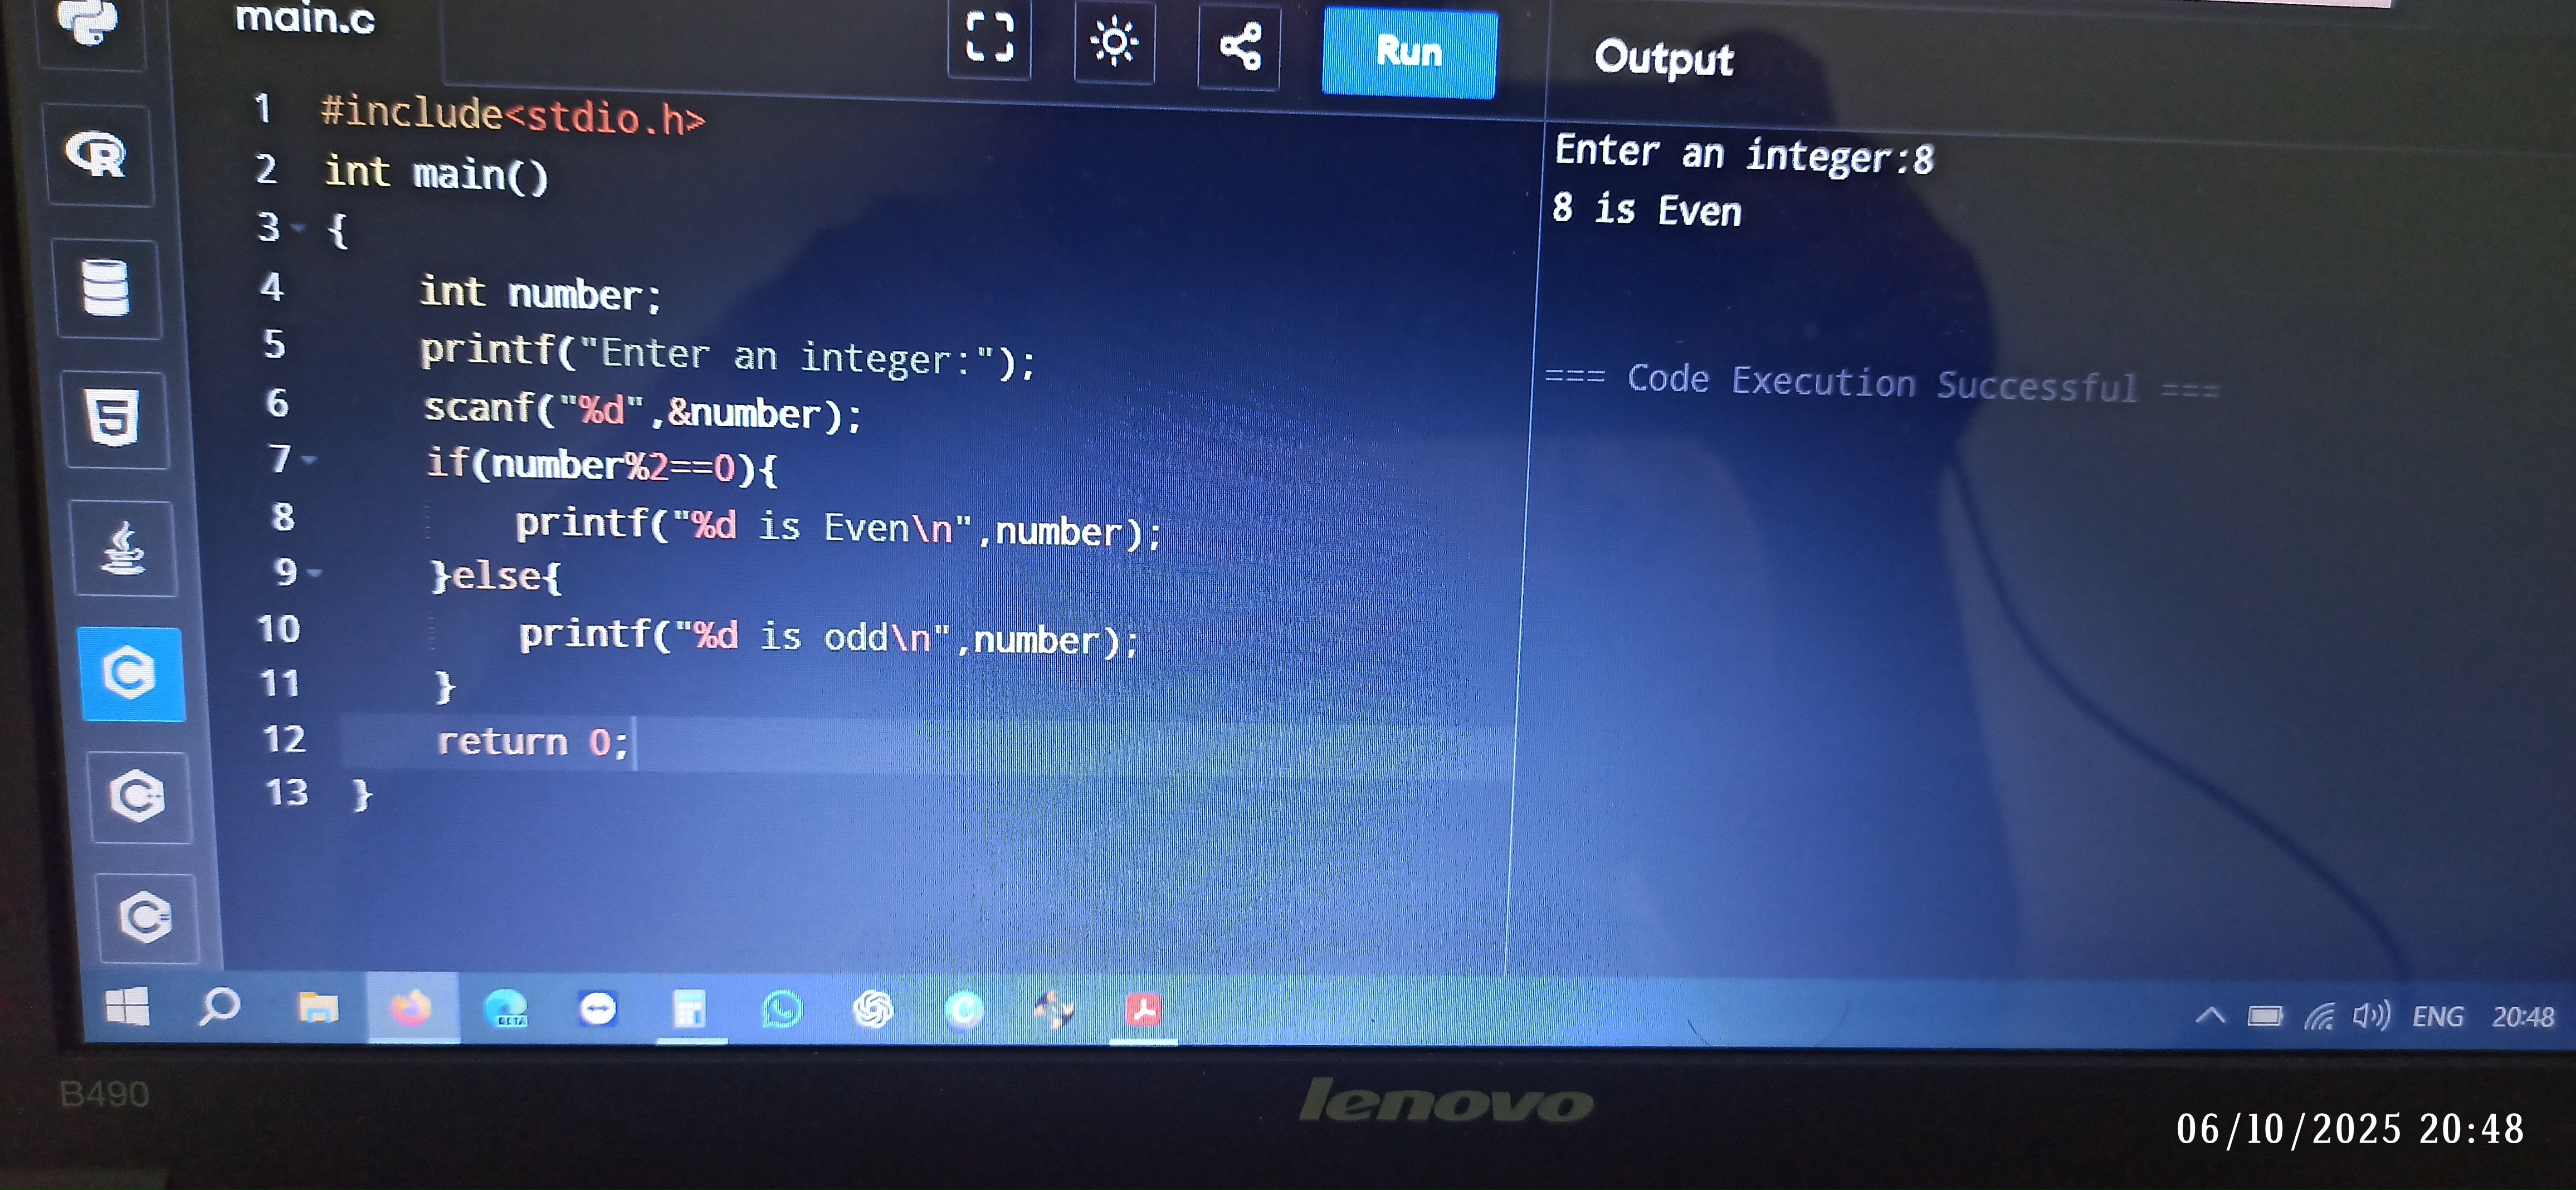 main.c
Run
Output
1 #include<stdio.h>
2 int main()
3 {
4 int number;
5 printf("Enter an integer:");
6 scanf("%d",&number);
7 if(number%2==0){
8 printf("%d is Even\n",number);
9 }else{
10 printf("%d is odd\n",number);
11 }
12 return 0;
13 }
Enter an integer:8
8 is Even
=== Code Execution Successful ===
BETA
ENG 20:48
B490
lenovo
06/10/2025 20:48